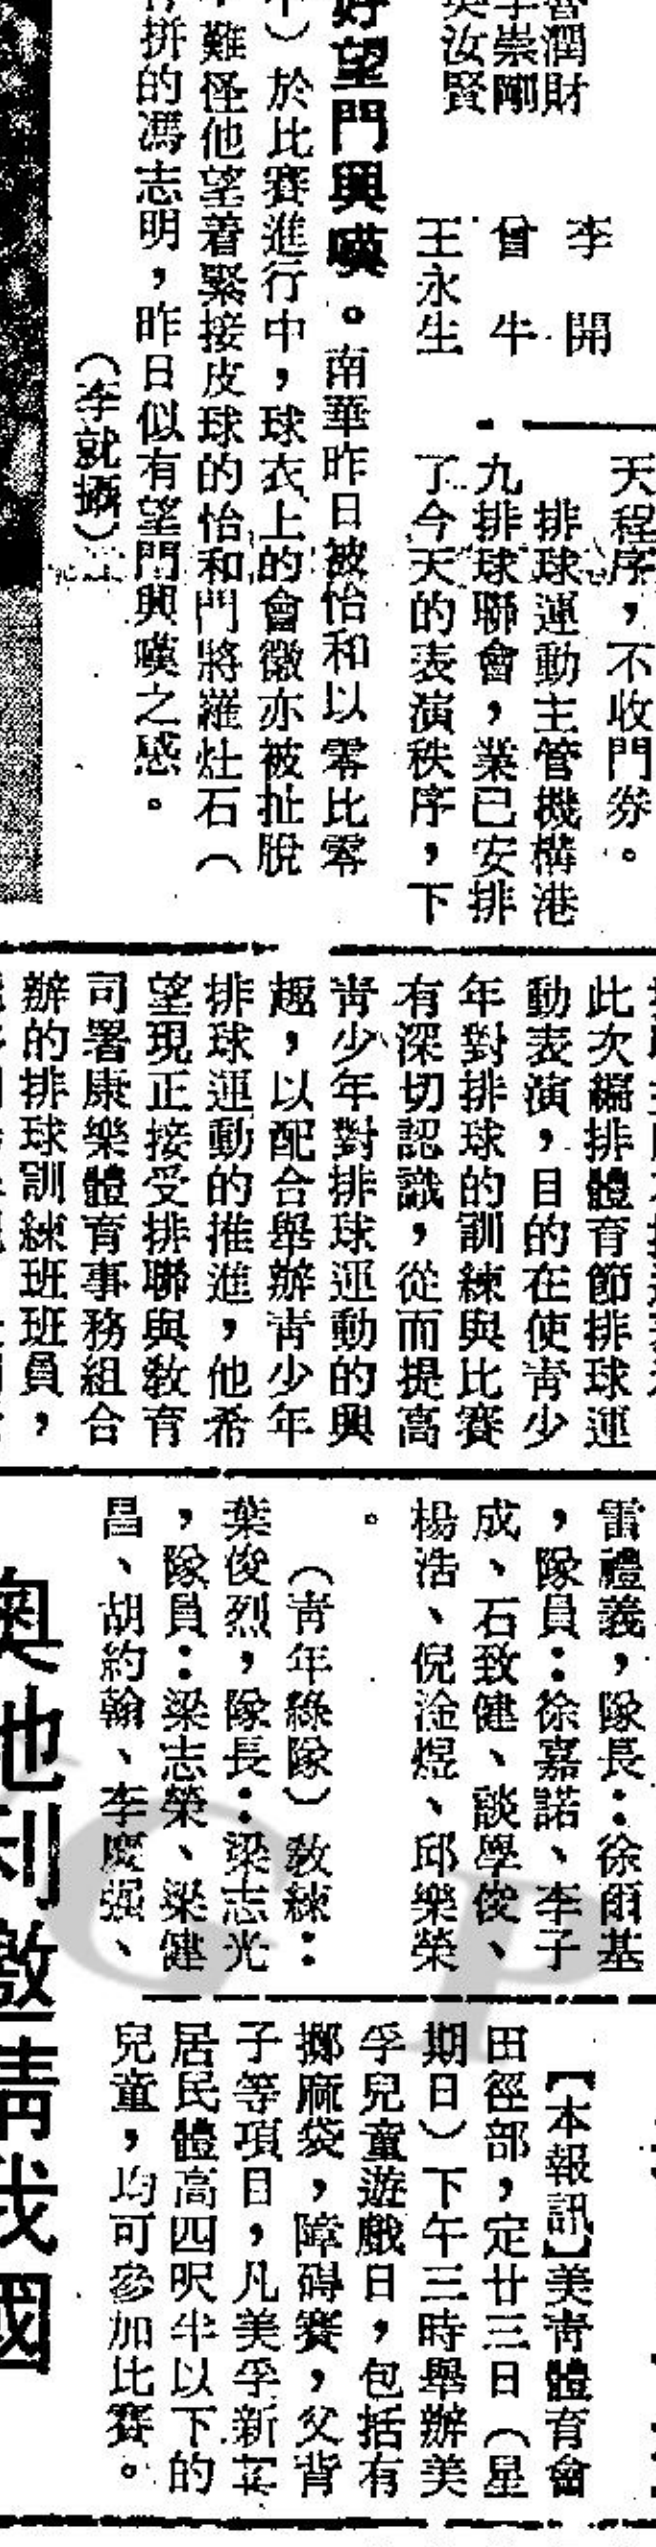 晉潤財
李崇剛
吳汝賢
李開
曾牛
王永生
天程序，不收門券。
排球運動主管機構港
九排球聯會，業已安排
了今天的表演秩序，下
好望門興嘆。南華昨日被怡和以零比零
）於比賽進行中，球衣上的會徽亦被扯脫
難怪他望着緊接皮球的怡和門將羅灶石（
拼的馮志明，昨日似有望門興嘆之感。
（李就攝）
此次編排體育節排球運
動表演，目的在使青少
年對排球的訓練與比賽
有深切認識，從而提高
青少年對排球運動的興
趣，以配合舉辦青少年
排球運動的推進，他希
望現正接受排聯與教育
司署康樂體育事務組合
辦的排球訓練班班員，
雷禮義，隊長：徐爾基
，隊員：徐嘉諾、李子
成、石致健、談學俊、
楊浩、倪淦焜、邱樂榮
。
（青年綠隊）教練：
葉俊烈，隊長：梁志光
，隊員：梁志榮、梁健
昌、胡約翰、李慶强、
奧地利邀請我國
【本報訊】美青體育會
田徑部，定廿三日（星
期日）下午三時舉辦美
孚兒童遊戲日，包括有
擲麻袋，障碍賽，父背
子等項目，凡美孚新邨
居民體高四呎半以下的
兒童，均可參加比賽。